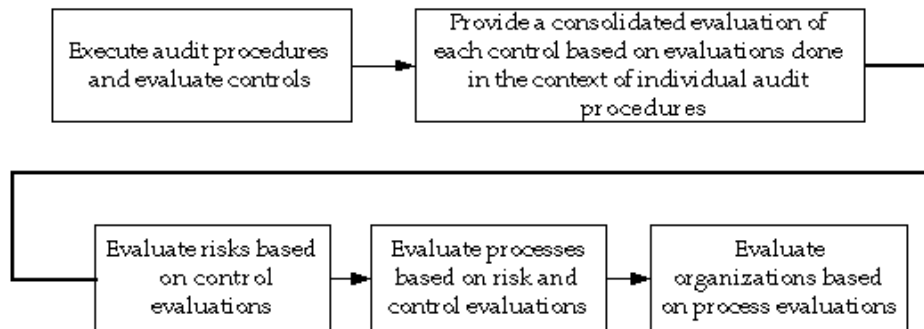 Execute audit procedures
and evaluate controls
Provide a consolidated evaluation of
each control based on evaluations done
in the context of individual audit
procedures
Evaluate risks based
on control
evaluations
Evaluate processes
based on risk and
control evaluations
Evaluate
organizations based
on process evaluations